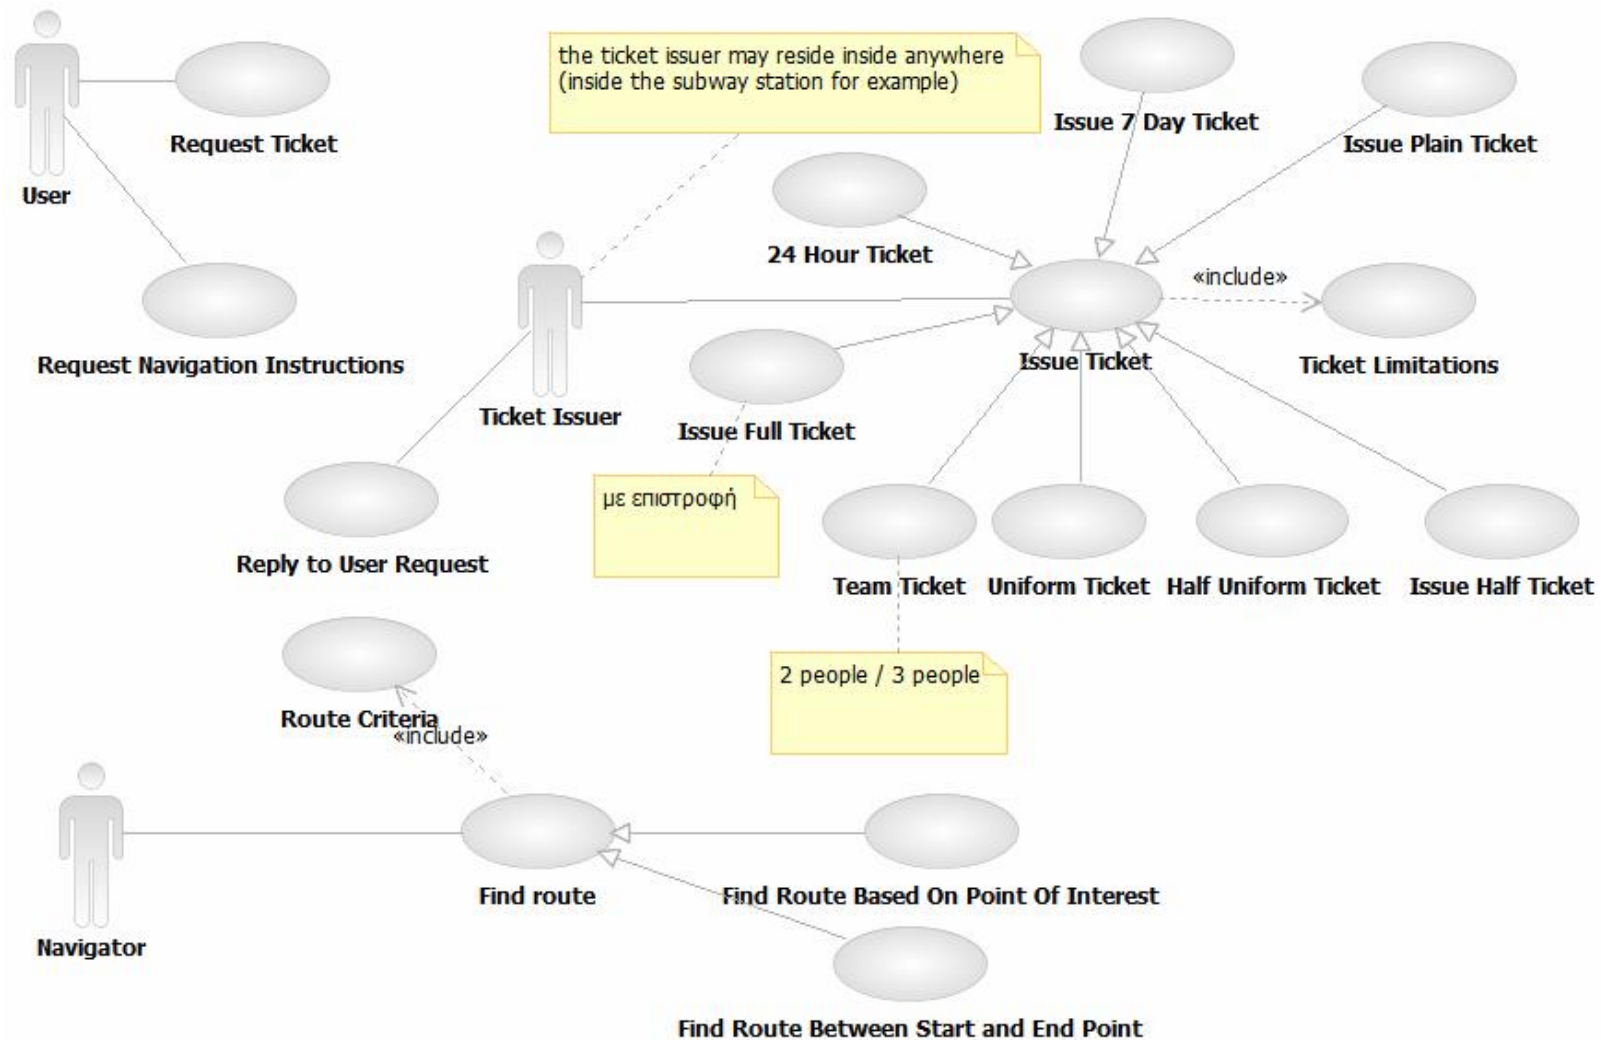 the ticket issuer may reside inside anywhere
(inside the subway station for example)
Issue 7 Day Ticket
Issue Plain Ticket
Request Ticket
User
24 Hour Ticket
«include»
Request Navigation Instructions
Issue Ticket
Ticket Limitations
Ticket Issuer
Issue Full Ticket
με επιστροφή
Reply to User Request
Team Ticket
Uniform Ticket
Half Uniform Ticket
Issue Half Ticket
2 people / 3 people
Route Criteria
«include»
Find route
Find Route Based On Point Of Interest
Navigator
Find Route Between Start and End Point